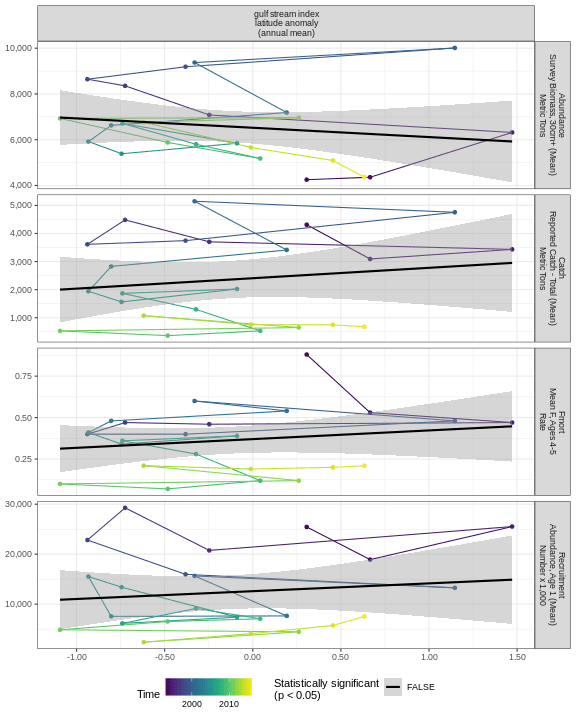 gulf stream index
latitude anomaly
(annual mean)
10,000
8,000
6,000
4,000
Abundance
Survey Biomass, 30cm+ (Mean)
Metric Tons
5,000
4,000
3,000
2,000
1,000
Catch
Reported Catch - Total (Mean)
Metric Tons
0.75
0.50
0.25
Fmort
Mean F, Ages 4-5
Rate
30,000
20,000
10,000
Recruitment
Abundance, Age 1 (Mean)
Number x 1,000
-1.00
-0.50
0.00
0.50
1.00
1.50
Time
2000
2010
Statistically significant
(p < 0.05)
FALSE